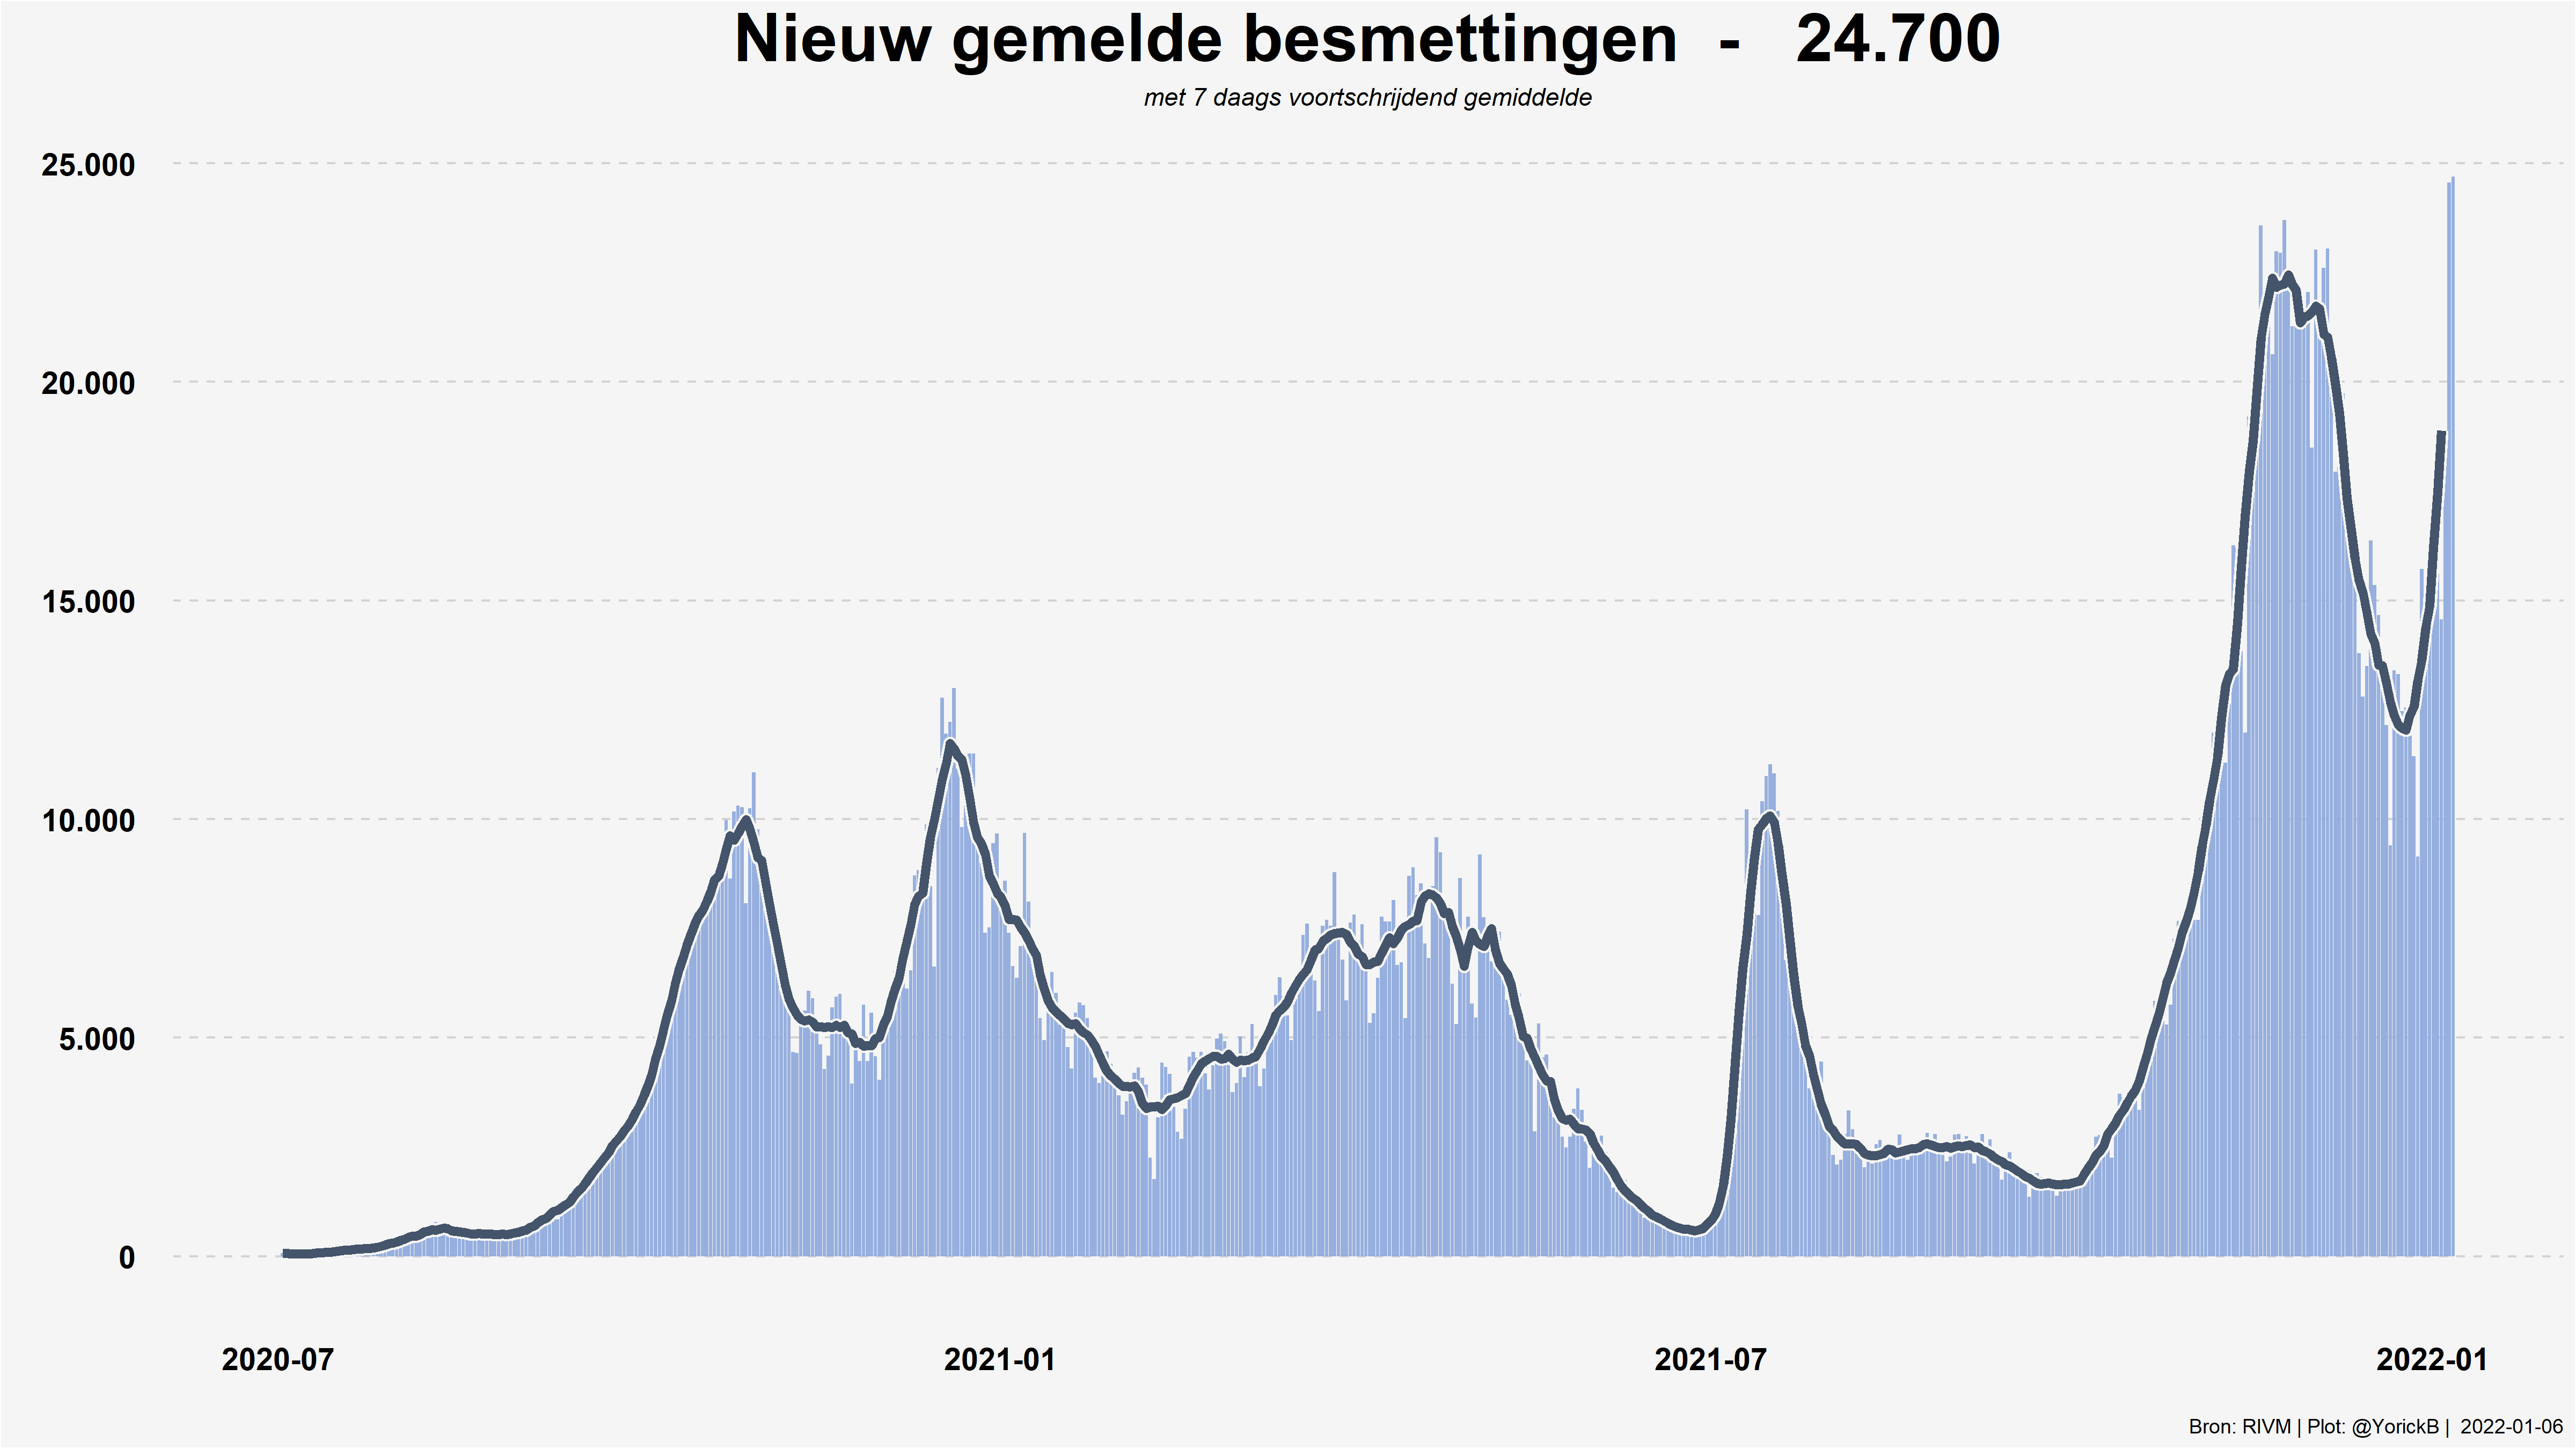 Nieuw gemelde besmettingen - 24.700
met 7 daags voortschrijdend gemiddelde
25.000
20.000
15.000
10.000
5.000
0
2020-07 2021-01 2021-07 2022-01
Bron: RIVM | Plot: @YorickB | 2022-01-06